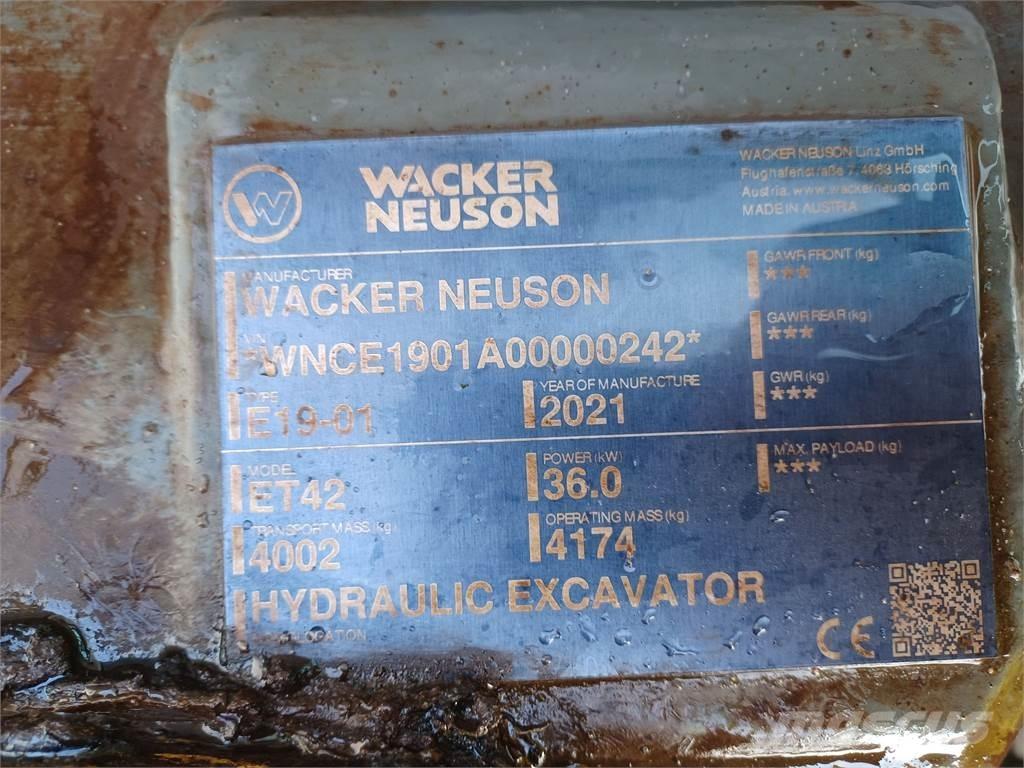 W
WACKER
NEUSON
WACKER NEUSON Linz GmbH
Flughafenstraße 7, 4063 Hörsching
Austria, www.wackerneuson.com
MADE IN AUSTRIA
MANUFACTURER
WACKER NEUSON
GAWR FRONT (kg)
***
VIN
*WNCE1901A00000242*
GAWR REAR (kg)
***
TYPE
E19-01
YEAR OF MANUFACTURE
2021
GWR (kg)
***
MODEL
ET42
POWER (kW)
36.0
MAX. PAYLOAD (kg)
***
TRANSPORT MASS (kg)
4002
OPERATING MASS (kg)
4174
HYDRAULIC EXCAVATOR
CE
mascus